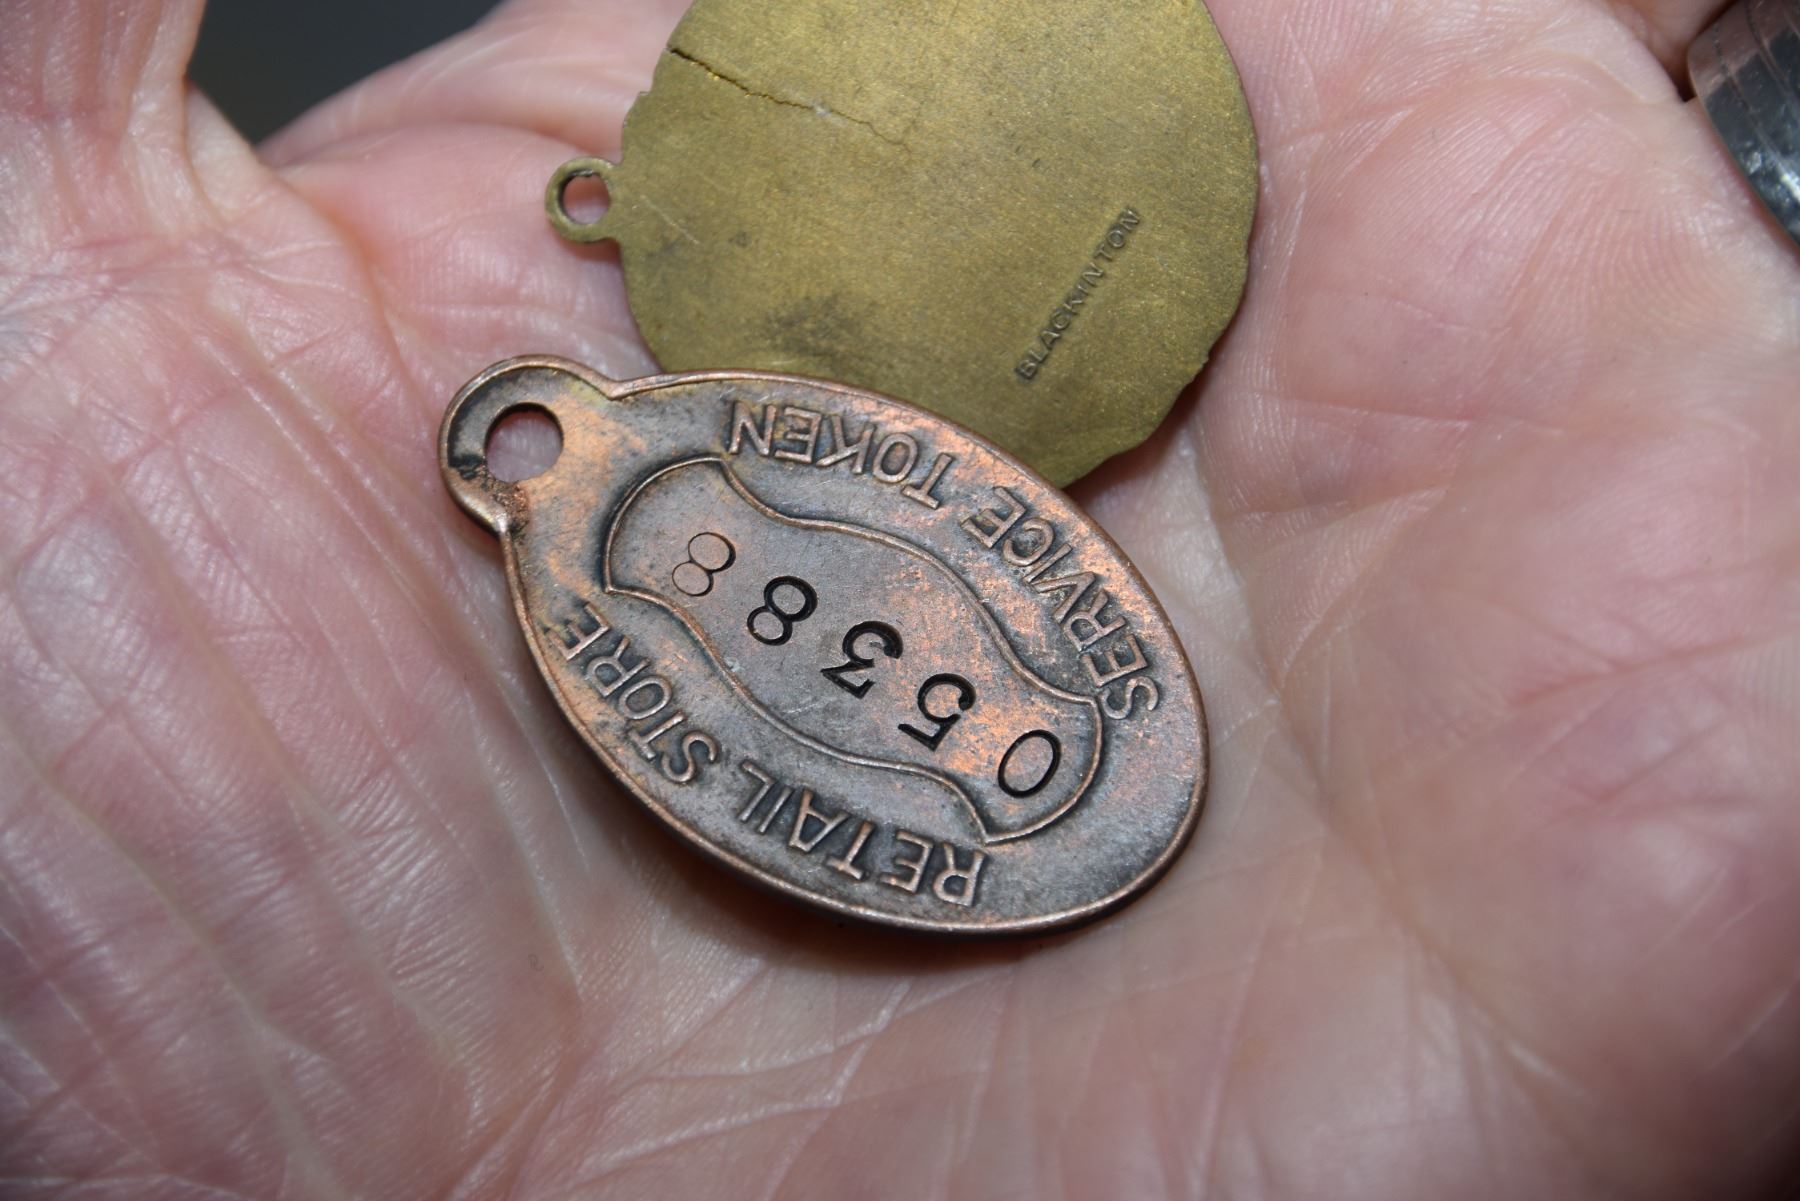 BLACKINTON
RETAIL STORE
05388
SERVICE TOKEN